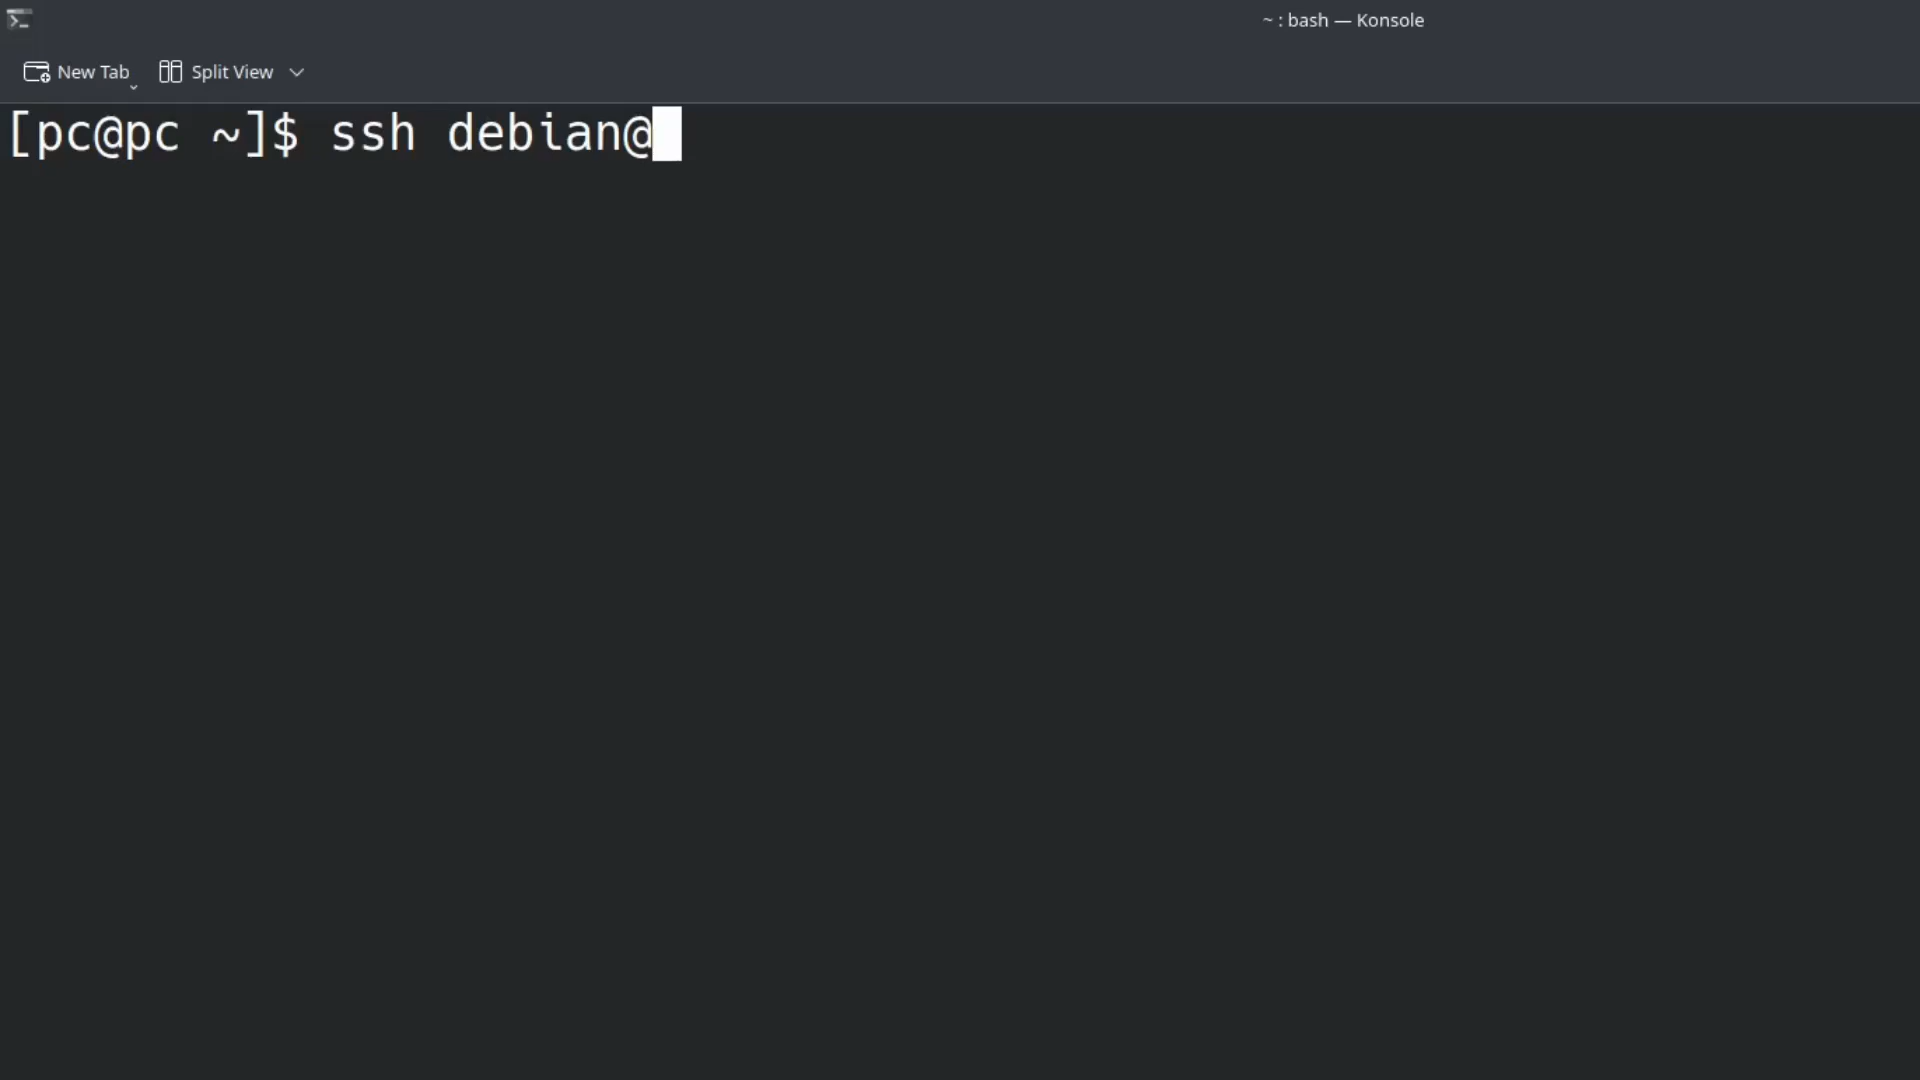 ~ : bash — Konsole
New Tab Split View
[pc@pc ~]$ ssh debian@